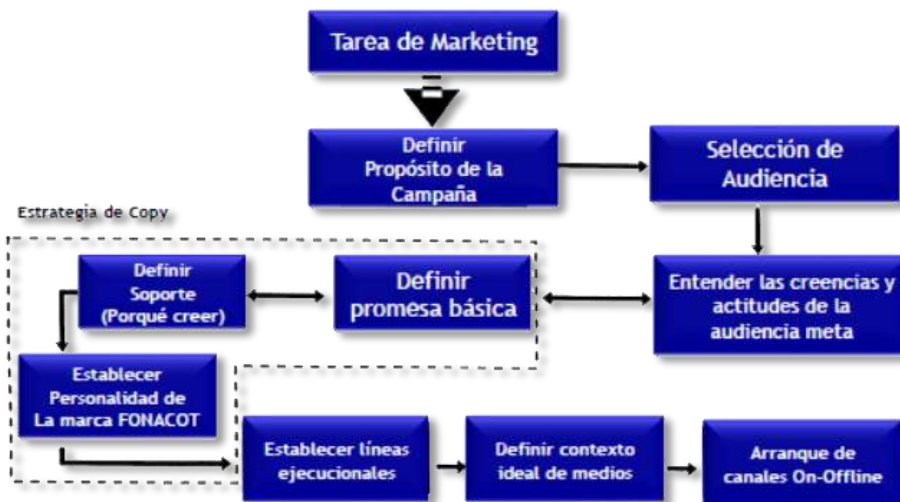 Tarea de Marketing
Definir
Propósito de la
Campaña
Selección de
Audiencia
Estrategia de Copy
Definir
Soporte
(Porqué creer)
Definir
promesa básica
Entender las creencias y
actitudes de la
audiencia meta
Establecer
Personalidad de
La marca FONACOT
Establecer líneas
ejecucionales
Definir contexto
ideal de medios
Arranque de
canales On-Offline